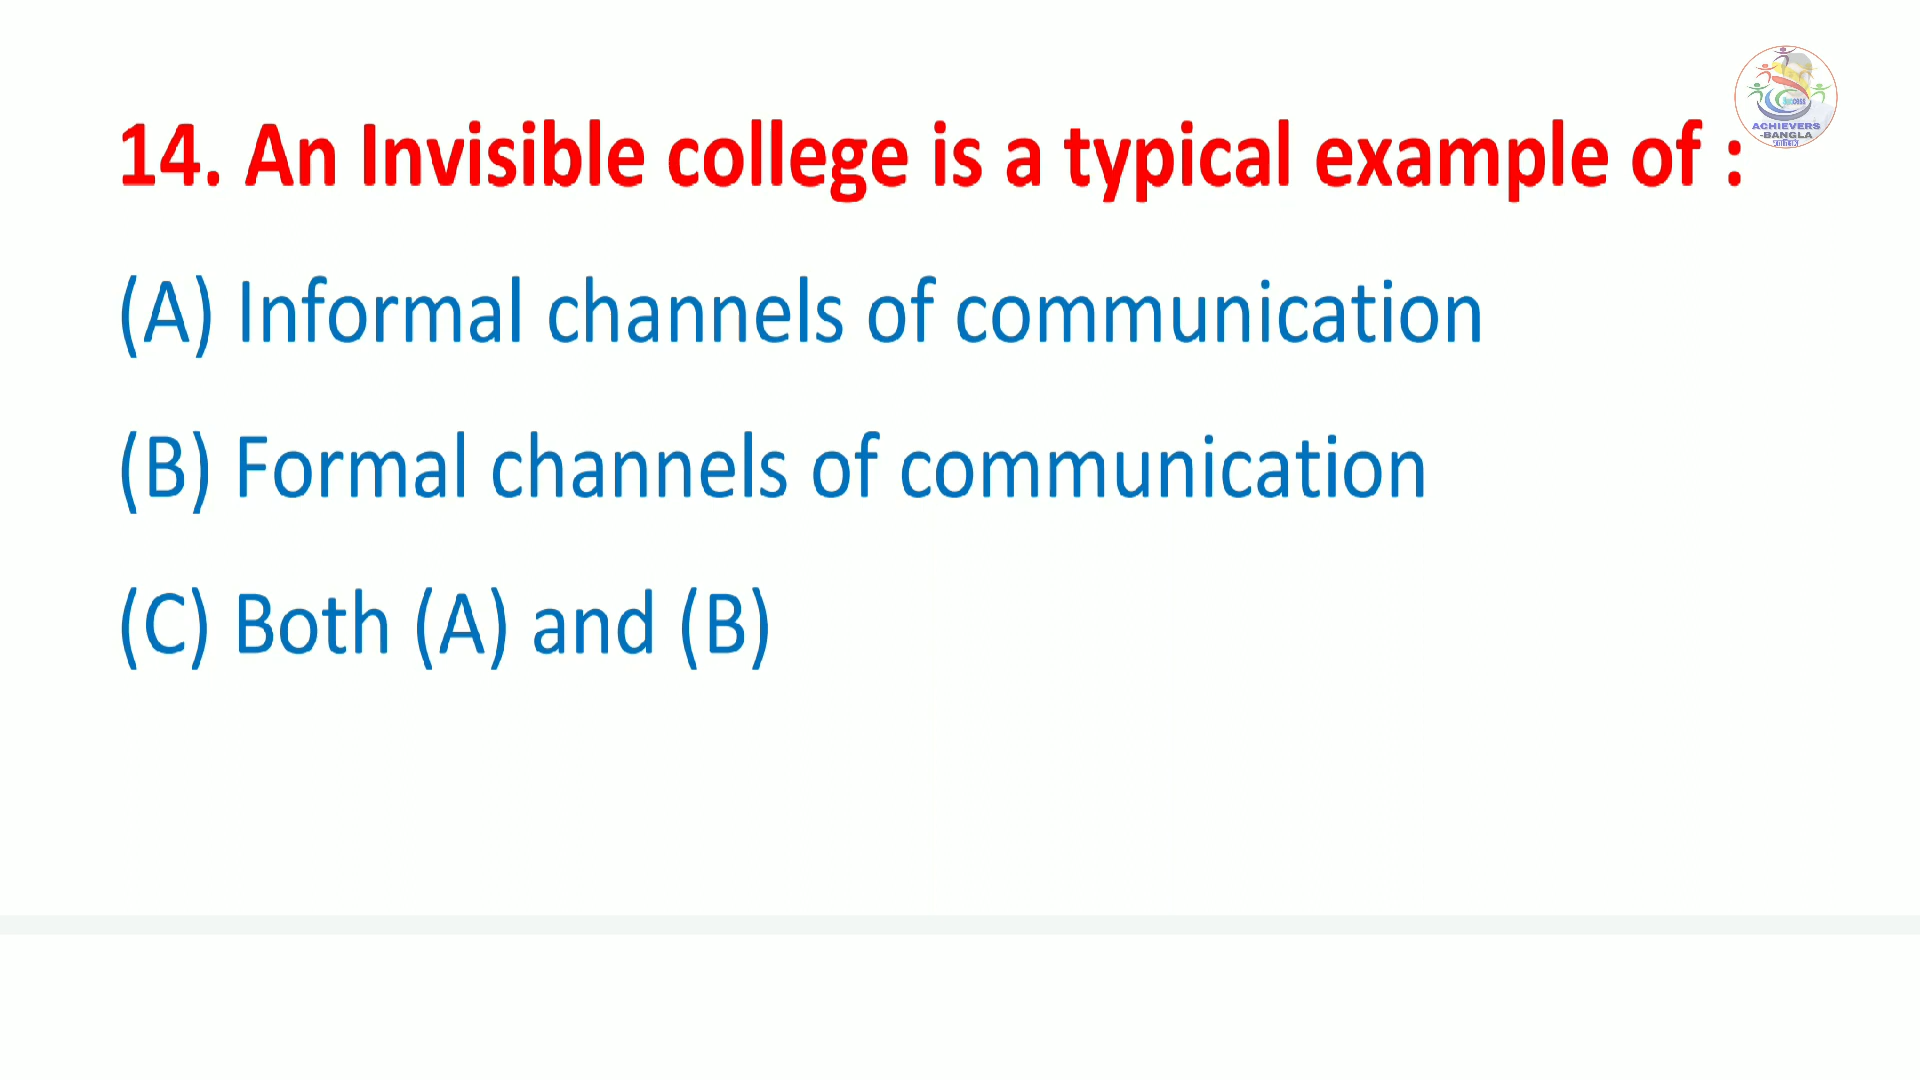 14. An Invisible college is a typical example of :
(A) Informal channels of communication
(B) Formal channels of communication
(C) Both (A) and (B)
Success
ACHIEVERS
-BANGLA